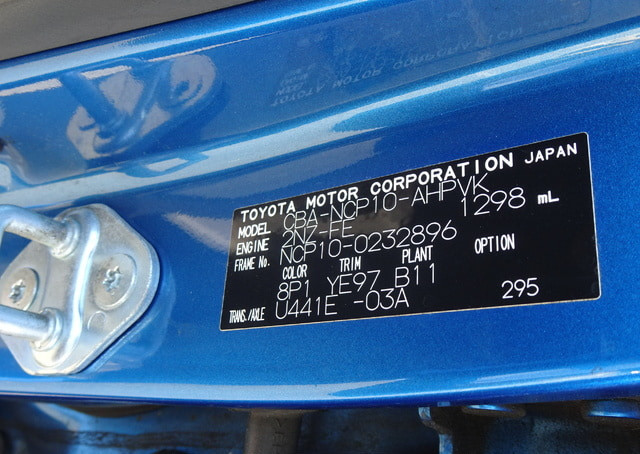 TOYOTA MOTOR CORPORATION JAPAN
MODEL CBA-NCP10-AHPVK
ENGINE 2NZ-FE 1298 mL
FRAME No. NCP10-0232896
COLOR TRIM PLANT OPTION
8P1 YE97 B11
TRANS./AXLE U441E -03A 295